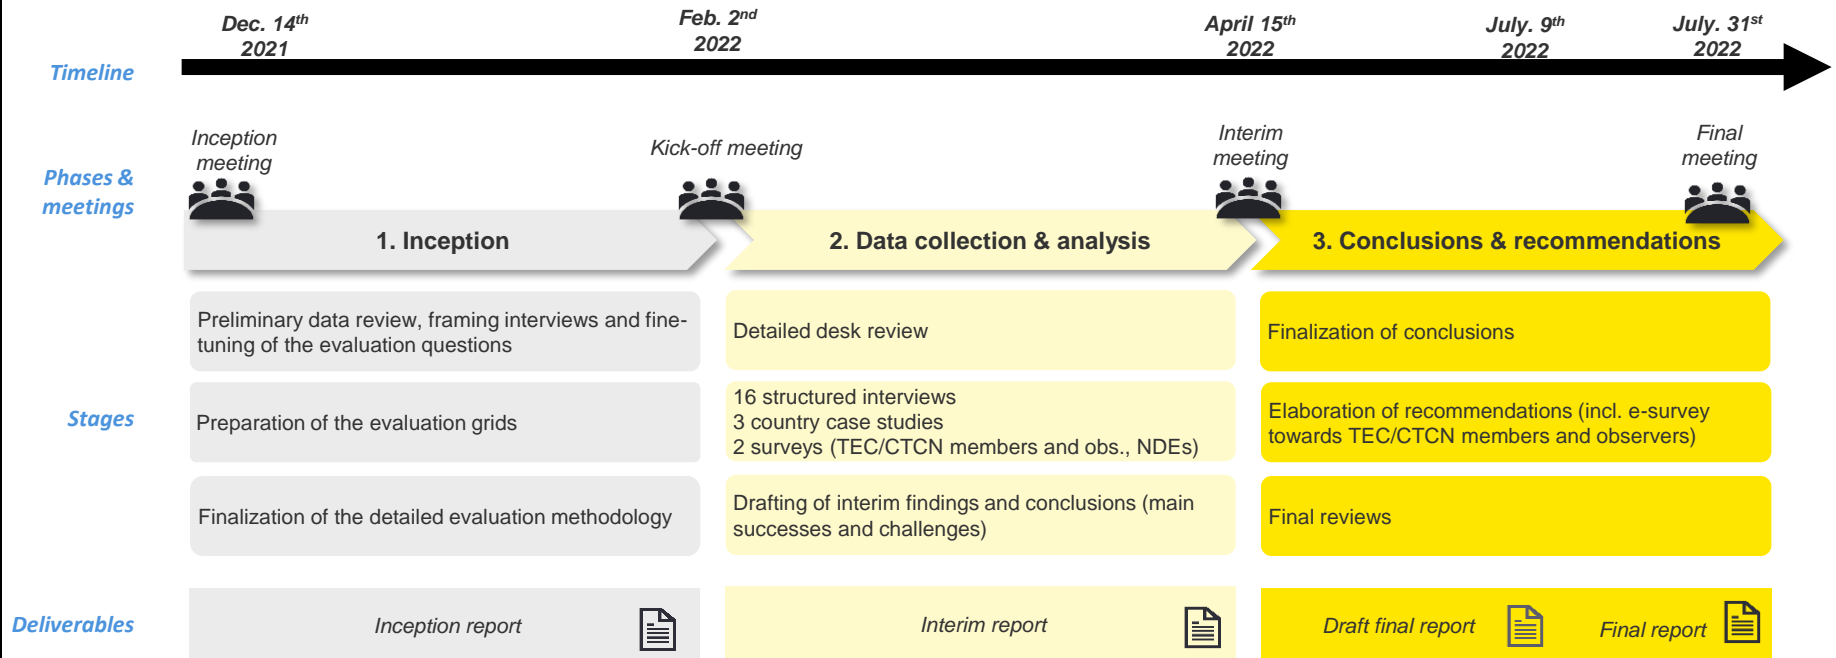 Dec. 14th
2021
Feb. 2nd
2022
April 15th
2022
July. 9th
2022
July. 31st
2022
Timeline
Inception
meeting
Kick-off meeting
Interim
meeting
Final
meeting
Phases &
meetings
1. Inception
2. Data collection & analysis
3. Conclusions & recommendations
Stages
Preliminary data review, framing interviews and fine-
tuning of the evaluation questions
Detailed desk review
Finalization of conclusions
Preparation of the evaluation grids
16 structured interviews
3 country case studies
2 surveys (TEC/CTCN members and obs., NDEs)
Elaboration of recommendations (incl. e-survey
towards TEC/CTCN members and observers)
Finalization of the detailed evaluation methodology
Drafting of interim findings and conclusions (main
successes and challenges)
Final reviews
Deliverables
Inception report
Interim report
Draft final report
Final report